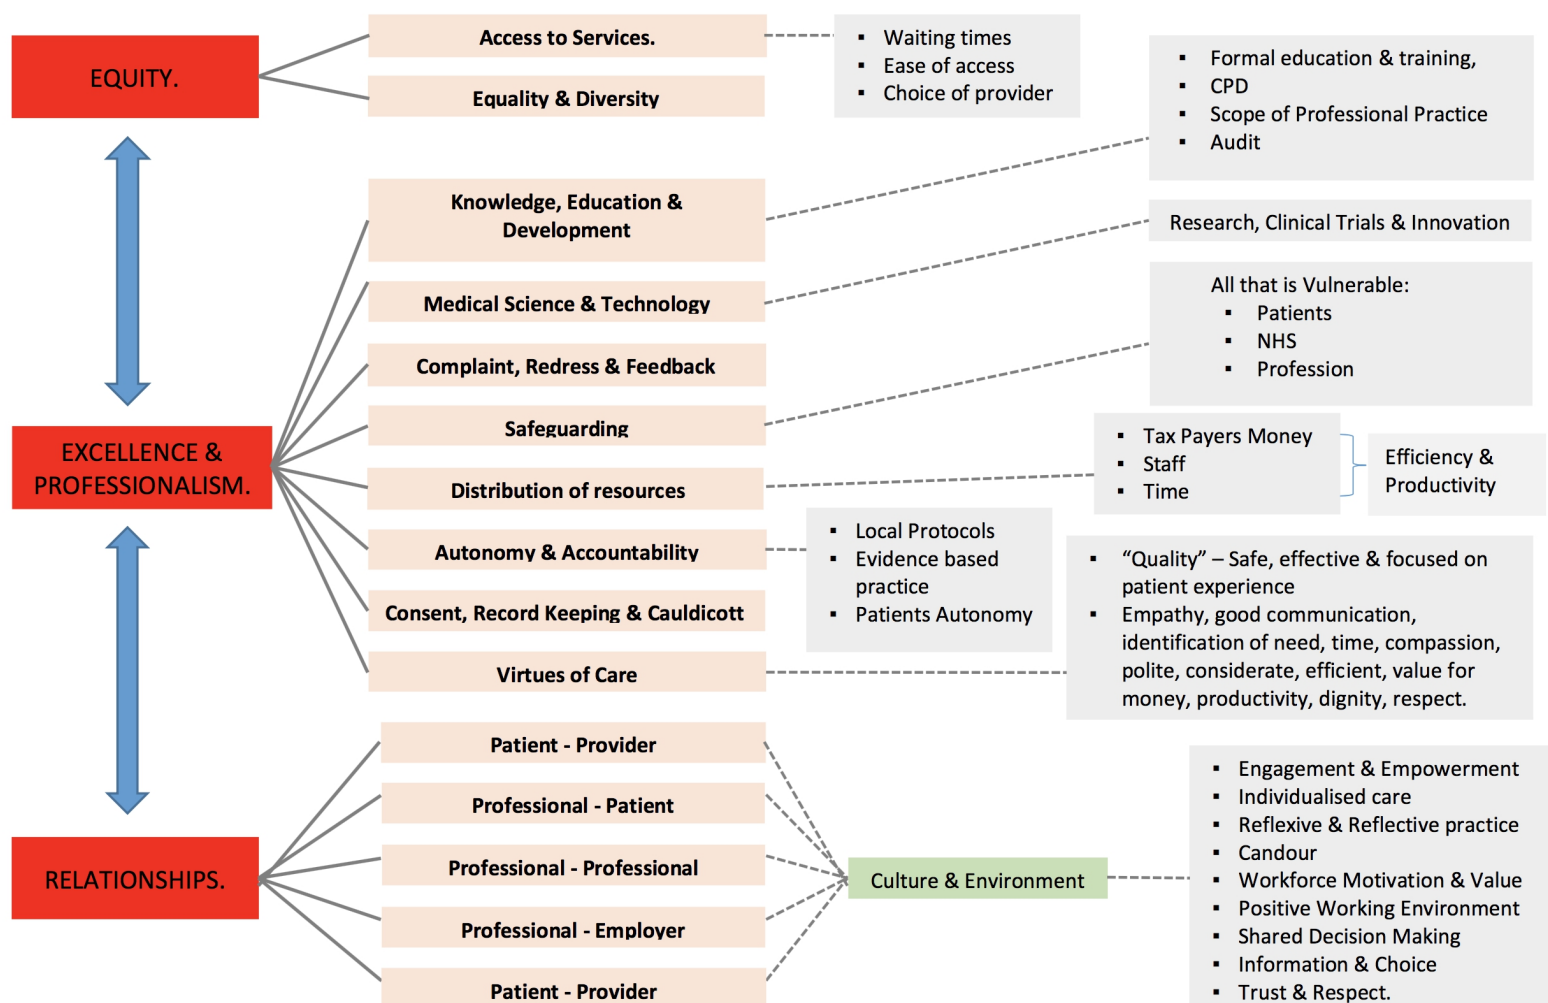 EQUITY.
Access to Services.
Equality & Diversity
▪ Waiting times
▪ Ease of access
▪ Choice of provider
EXCELLENCE &
PROFESSIONALISM.
Knowledge, Education &
Development
▪ Formal education & training,
▪ CPD
▪ Scope of Professional Practice
▪ Audit
Medical Science & Technology
Research, Clinical Trials & Innovation
Complaint, Redress & Feedback
Safeguarding
All that is Vulnerable:
▪ Patients
▪ NHS
▪ Profession
Distribution of resources
▪ Tax Payers Money
▪ Staff
▪ Time
Efficiency &
Productivity
Autonomy & Accountability
▪ Local Protocols
▪ Evidence based
practice
▪ Patients Autonomy
Consent, Record Keeping & Cauldicott
Virtues of Care
▪ “Quality” – Safe, effective & focused on
patient experience
▪ Empathy, good communication,
identification of need, time, compassion,
polite, considerate, efficient, value for
money, productivity, dignity, respect.
RELATIONSHIPS.
Patient - Provider
Professional - Patient
Professional - Professional
Professional - Employer
Patient - Provider
Culture & Environment
▪ Engagement & Empowerment
▪ Individualised care
▪ Reflexive & Reflective practice
▪ Candour
▪ Workforce Motivation & Value
▪ Positive Working Environment
▪ Shared Decision Making
▪ Information & Choice
▪ Trust & Respect.